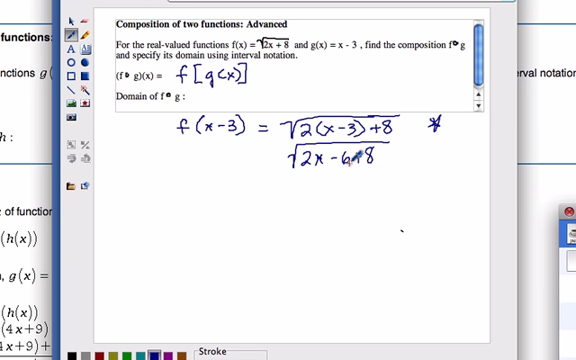 Composition of two functions: Advanced
functions:
For the real-valued functions f(x) = √2x + 8 and g(x) = x - 3, find the composition f∘g
and specify its domain using interval notation.
nctions g(
erval notation.
(f∘g)(x) = f[g(x)]
Domain of f∘g :
f(x-3) = √2(x-3)+8 *
h :
√2x-6+8
of function
(h(x))
, g(x) =
(h(x))
(4x+9)
4x+9)+
Stroke